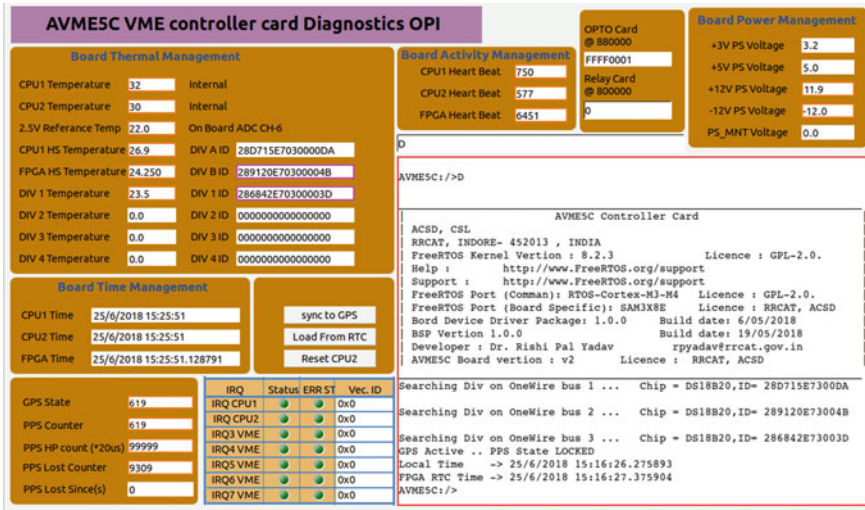 AVME5C VME controller card Diagnostics OPI
Board Thermal Management
CPU1 Temperature 32 Internal
CPU2 Temperature 30 Internal
2.5V Referance Temp 22.0 On Board ADC CH-6
CPU1 HS Temperature 26.9 DIV A ID 28D715E7030000DA
FPGA HS Temperature 24.250 DIV B ID 289120E70300004B
DIV 1 Temperature 23.5 DIV 1 ID 286842E70300003D
DIV 2 Temperature 0.0 DIV 2 ID 0000000000000000
DIV 3 Temperature 0.0 DIV 3 ID 0000000000000000
DIV 4 Temperature 0.0 DIV 4 ID 0000000000000000
Board Time Management
CPU1 Time 25/6/2018 15:25:51
CPU2 Time 25/6/2018 15:25:51
FPGA Time 25/6/2018 15:25:51.128791
sync to GPS
Load From RTC
Reset CPU2
GPS State 619
PPS Counter 619
PPS HP count (*20us) 99999
PPS Lost Counter 9309
PPS Lost Since(s) 0
IRQ Status ERR ST Vec. ID
IRQ CPU1 0x0
IRQ CPU2 0x0
IRQ3 VME 0x0
IRQ4 VME 0x0
IRQ5 VME 0x0
IRQ6 VME 0x0
IRQ7 VME 0x0
Board Activity Management
CPU1 Heart Beat 750
CPU2 Heart Beat 577
FPGA Heart Beat 6451
OPTO Card
@ 880000
FFFF0001
Relay Card
@ 800000
0
Board Power Management
+3V PS Voltage 3.2
+5V PS Voltage 5.0
+12V PS Voltage 11.9
-12V PS Voltage -12.0
PS_MNT Voltage 0.0
D
AVME5C:/>D
AVME5C Controller Card
ACSD, CSL
RRCAT, INDORE- 452013 , INDIA
FreeRTOS Kernel Vertion : 8.2.3 Licence : GPL-2.0.
Help : http://www.FreeRTOS.org/support
Support : http://www.FreeRTOS.org/support
FreeRTOS Port (Comman): RTOS-Cortex-M3-M4 Licence : GPL-2.0.
FreeRTOS Port (Board Specific): SAM3X8E Licence : RRCAT, ACSD
Bord Device Driver Package: 1.0.0 Build date: 6/05/2018
BSP Vertion 1.0.0 Build date: 19/05/2018
Developer : Dr. Rishi Pal Yadav rpyadav@rrcat.gov.in
AVME5C Board vertion : v2 Licence : RRCAT, ACSD
Searching Div on OneWire bus 1 ... Chip = DS18B20,ID= 28D715E7300DA
Searching Div on OneWire bus 2 ... Chip = DS18B20,ID= 289120E73004B
Searching Div on OneWire bus 3 ... Chip = DS18B20,ID= 286842E73003D
GPS Active .. PPS State LOCKED
Local Time -> 25/6/2018 15:16:26.275893
FPGA RTC Time -> 25/6/2018 15:16:27.375904
AVME5C:/>